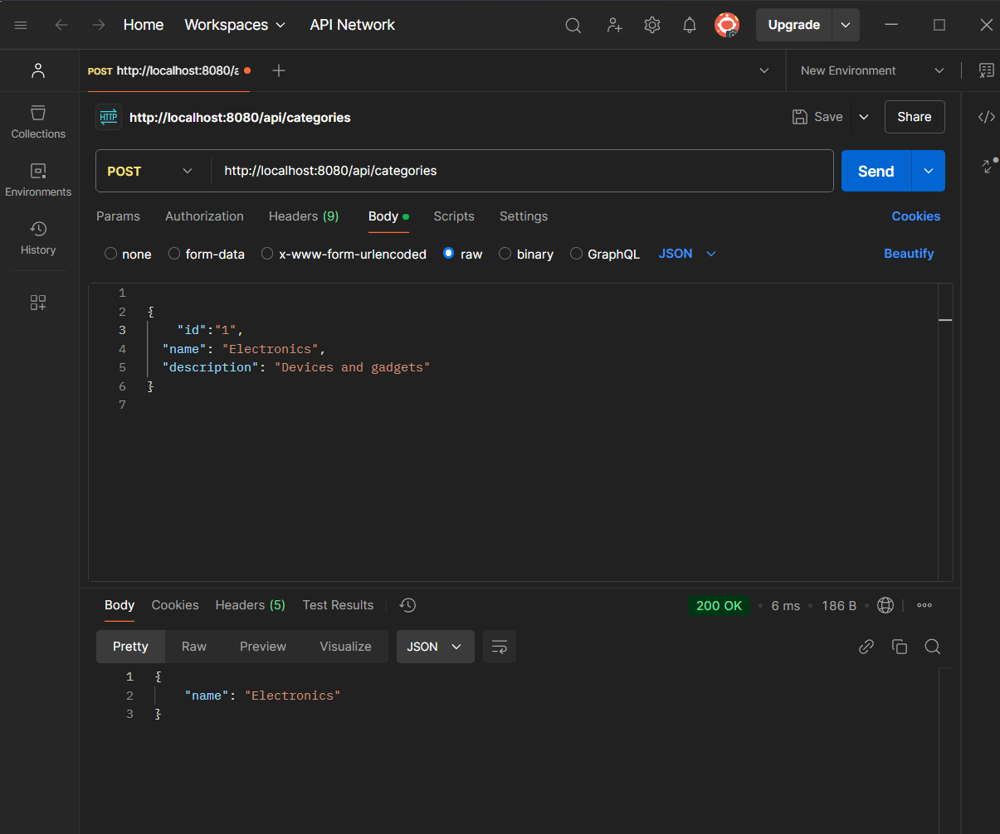 Home Workspaces API Network Upgrade
POST http://localhost:8080/a New Environment
HTTP http://localhost:8080/api/categories Save Share
Collections
POST http://localhost:8080/api/categories Send
Environments
Params Authorization Headers (9) Body Scripts Settings Cookies
History
none form-data x-www-form-urlencoded raw binary GraphQL JSON Beautify
1
2 {
3 "id":"1",
4 "name": "Electronics",
5 "description": "Devices and gadgets"
6 }
7
Body Cookies Headers (5) Test Results 200 OK 6 ms 186 B
Pretty Raw Preview Visualize JSON
1 {
2 "name": "Electronics"
3 }